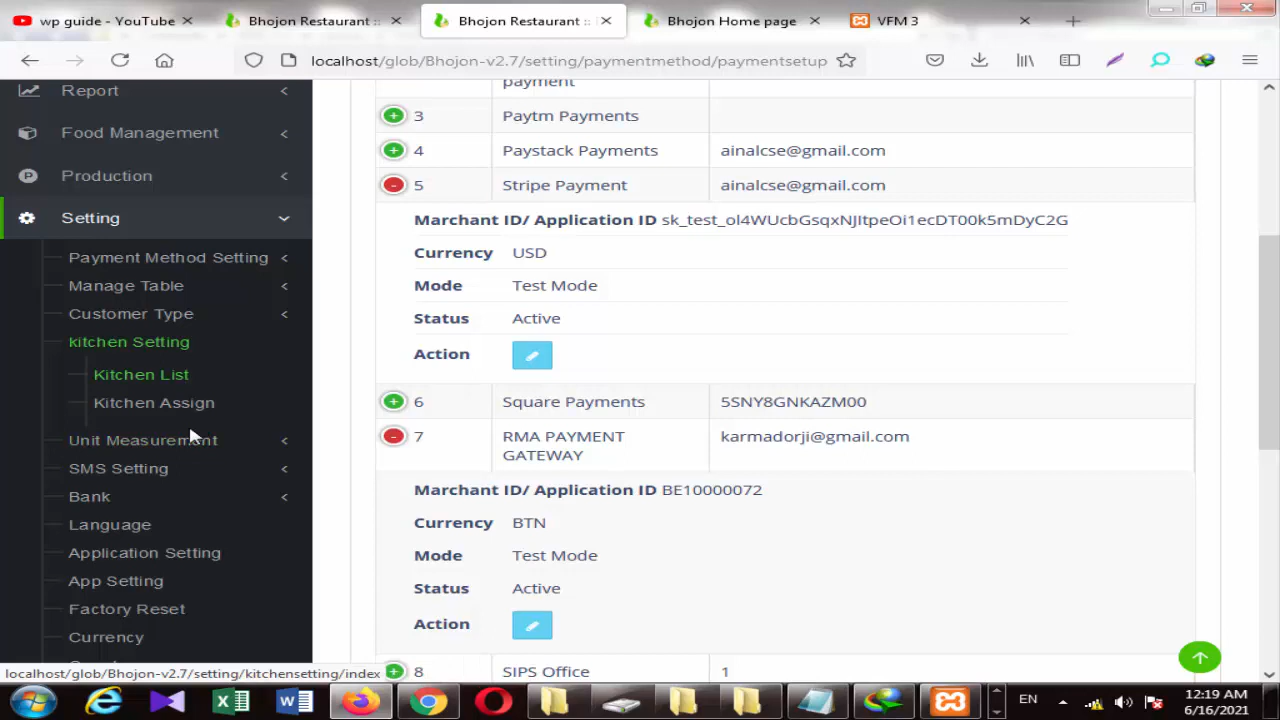 wp guide - YouTube
Bhojon Restaurant ::
Bhojon Restaurant ::
Bhojon Home page
VFM 3
localhost/glob/Bhojon-v2.7/setting/paymentmethod/paymentsetup
Report
Food Management
Production
Setting
Payment Method Setting
Manage Table
Customer Type
kitchen Setting
Kitchen List
Kitchen Assign
Unit Measurement
SMS Setting
Bank
Language
Application Setting
App Setting
Factory Reset
Currency
payment
3 Paytm Payments
4 Paystack Payments ainalcse@gmail.com
5 Stripe Payment ainalcse@gmail.com
Marchant ID/ Application ID sk_test_ol4WUcbGsqxNJItpeOi1ecDT00k5mDyC2G
Currency USD
Mode Test Mode
Status Active
Action
6 Square Payments 5SNY8GNKAZM00
7 RMA PAYMENT GATEWAY karmadorji@gmail.com
Marchant ID/ Application ID BE10000072
Currency BTN
Mode Test Mode
Status Active
Action
8 SIPS Office 1
localhost/glob/Bhojon-v2.7/setting/kitchensetting/index
EN
12:19 AM
6/16/2021